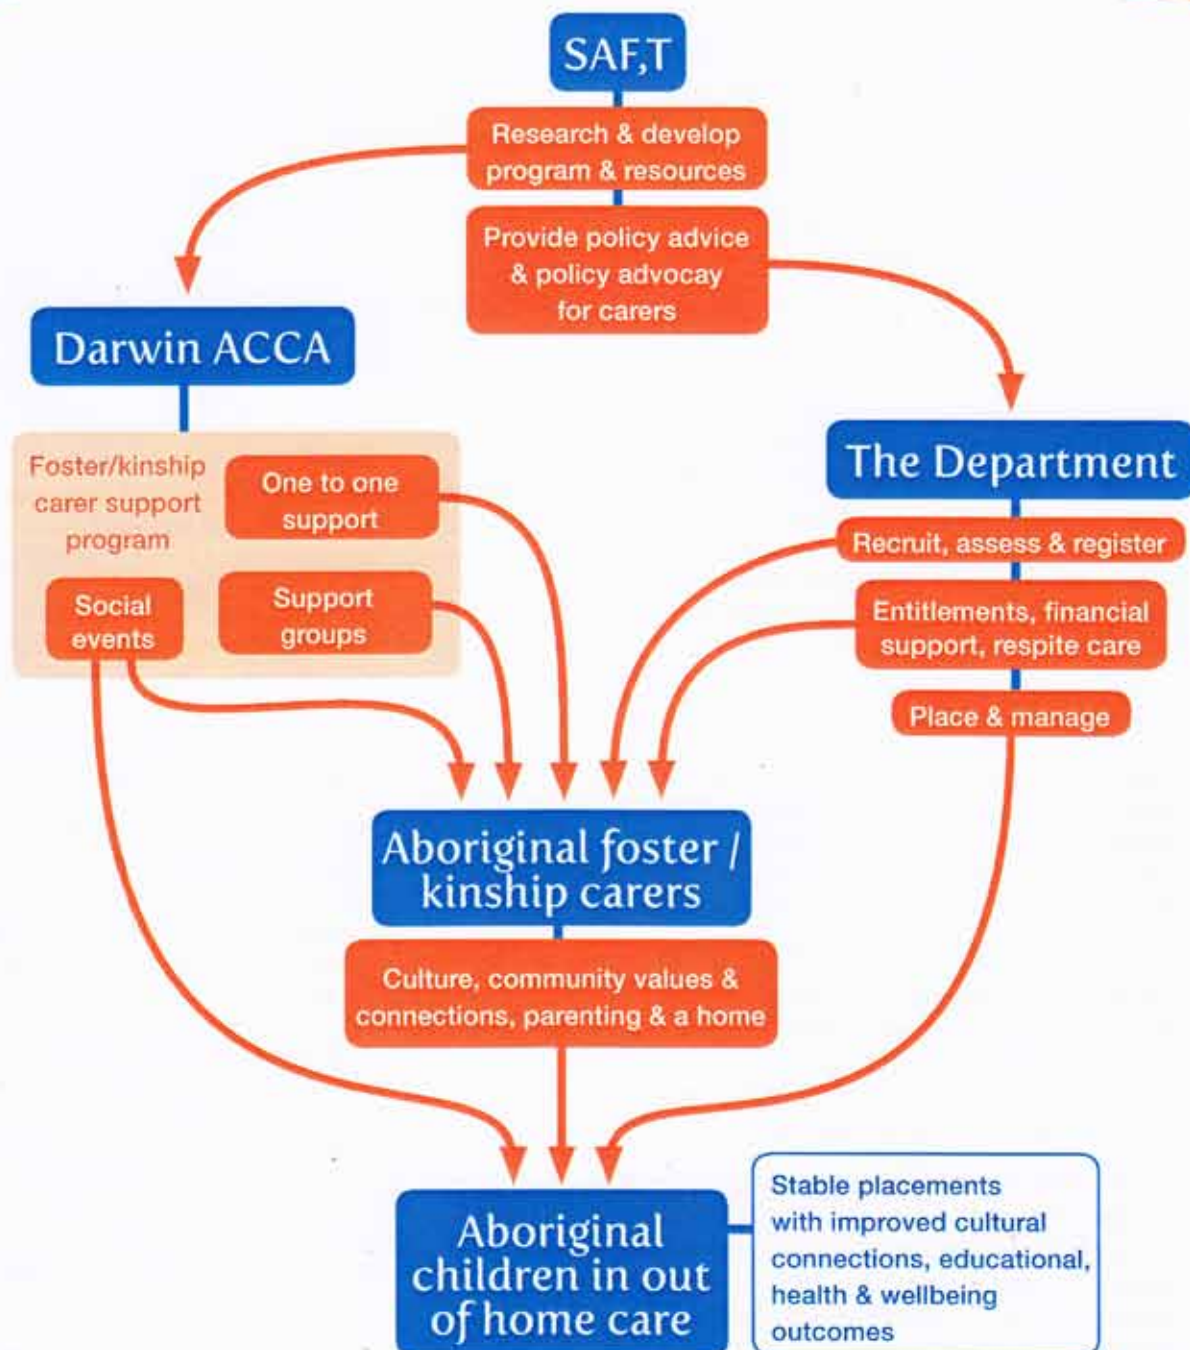 SAF,T
Research & develop
program & resources
Provide policy advice
& policy advocay
for carers
Darwin ACCA
Foster/kinship
carer support
program
One to one
support
Social
events
Support
groups
The Department
Recruit, assess & register
Entitlements, financial
support, respite care
Place & manage
Aboriginal foster /
kinship carers
Culture, community values &
connections, parenting & a home
Aboriginal
children in out
of home care
Stable placements
with improved cultural
connections, educational,
health & wellbeing
outcomes